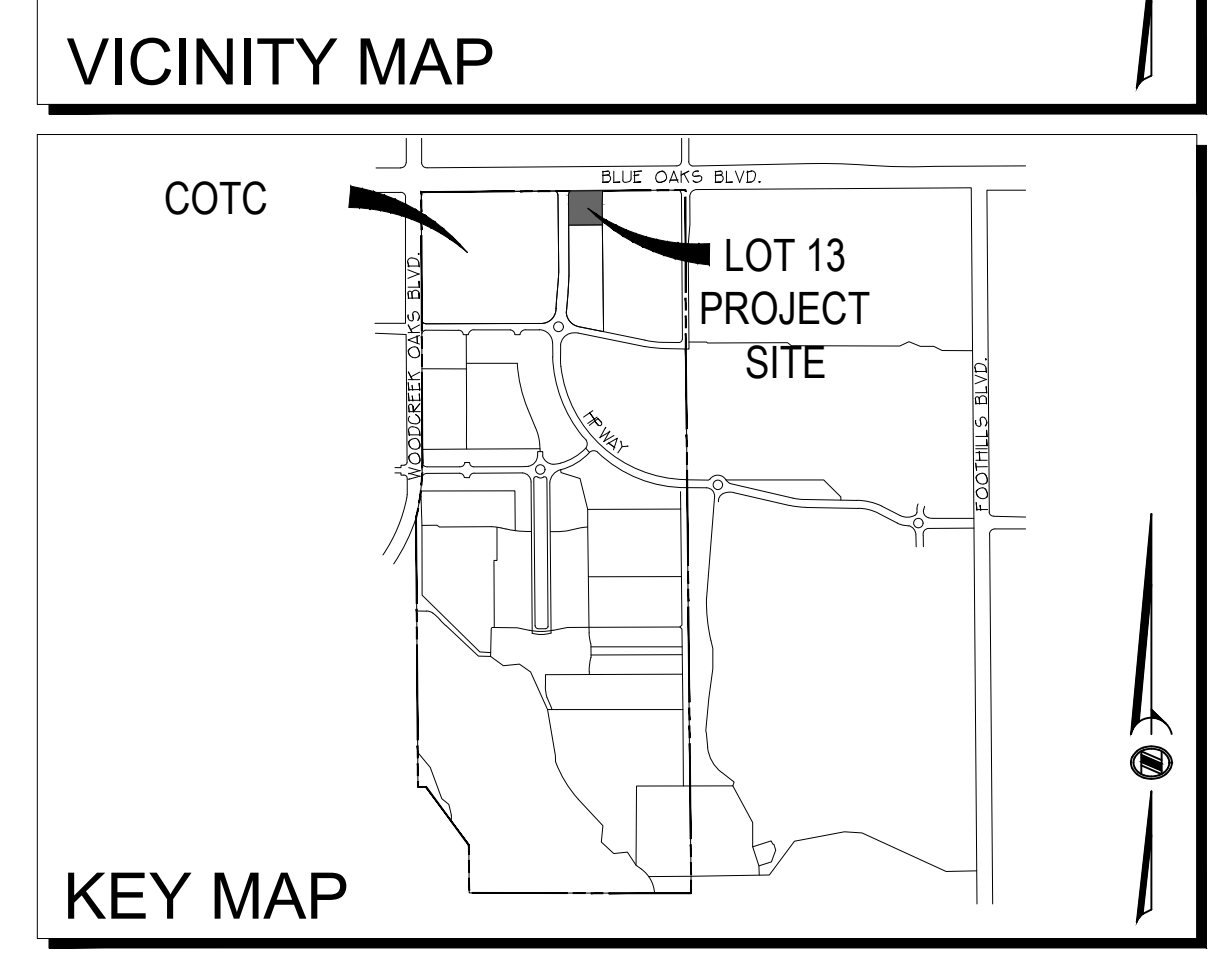 VICINITY MAP
BLUE OAKS BLVD.
COTC
LOT 13
PROJECT
SITE
WOODCREEK OAKS BLVD.
HP WAY
FOOTHILLS BLVD.
KEY MAP